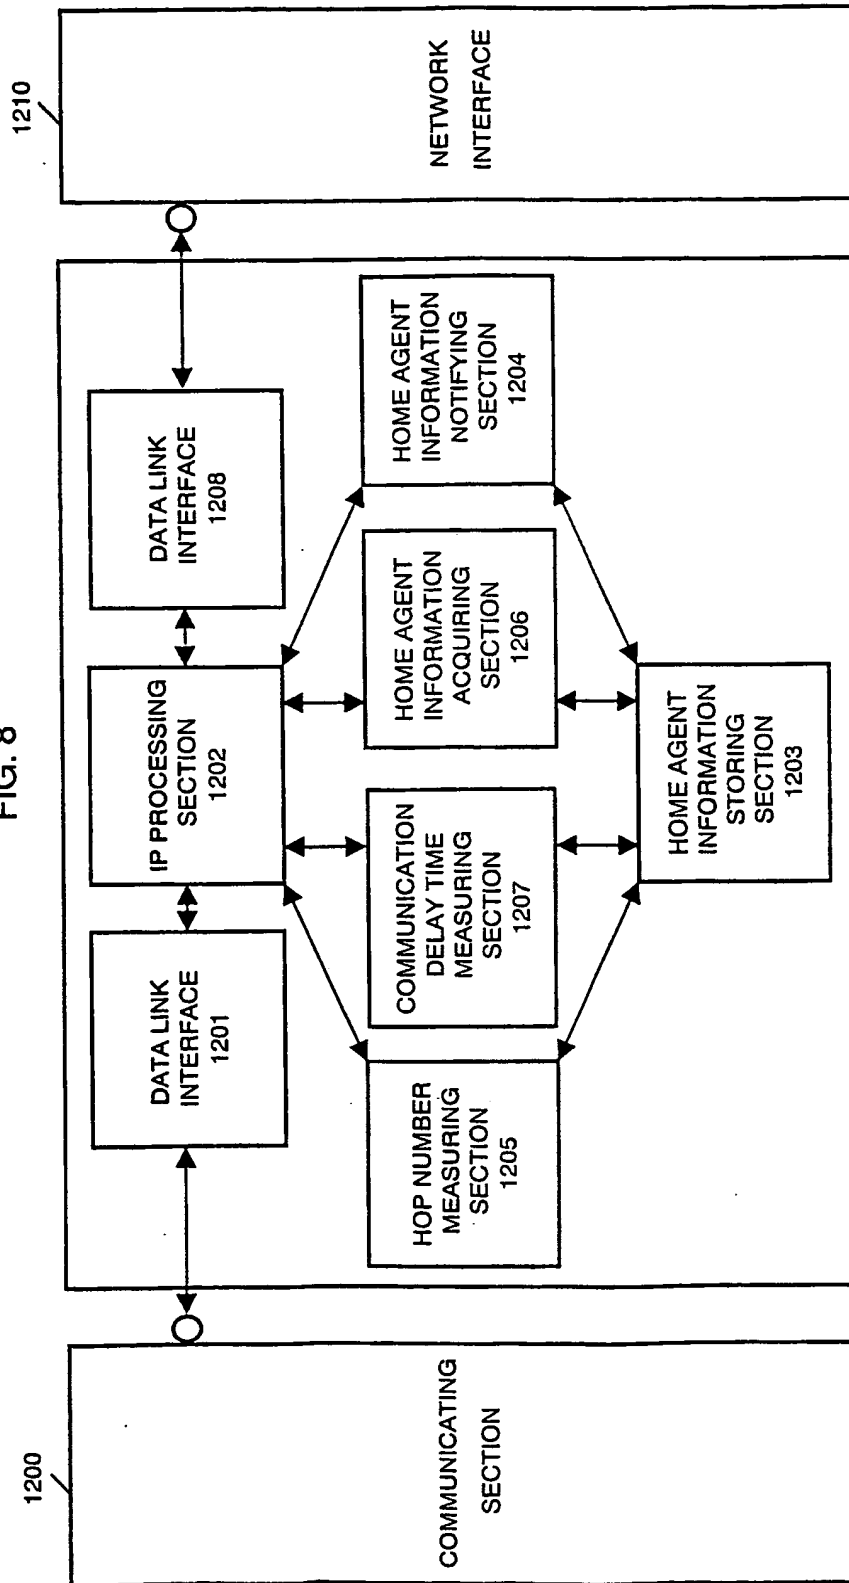 FIG. 8
1200
1210
COMMUNICATING
SECTION
DATA LINK
INTERFACE
1201
IP PROCESSING
SECTION
1202
DATA LINK
INTERFACE
1208
HOP NUMBER
MEASURING
SECTION
1205
COMMUNICATION
DELAY TIME
MEASURING
SECTION
1207
HOME AGENT
INFORMATION
ACQUIRING
SECTION
1206
HOME AGENT
INFORMATION
NOTIFYING
SECTION
1204
HOME AGENT
INFORMATION
STORING
SECTION
1203
NETWORK
INTERFACE